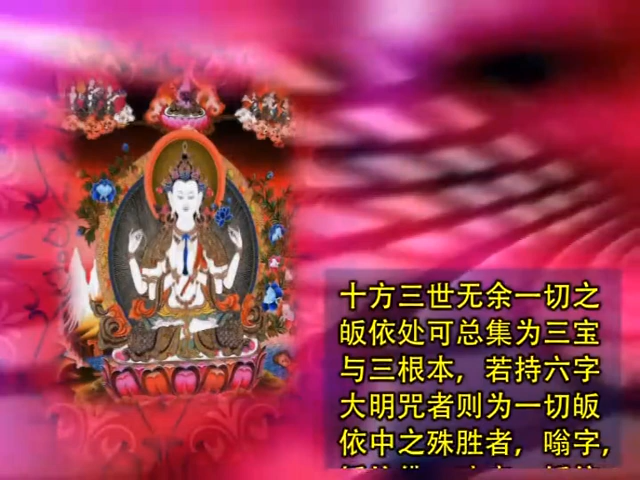 十方三世无余一切之
皈依处可总集为三宝
与三根本，若持六字
大明咒者则为一切皈
依中之殊胜者，嗡字，